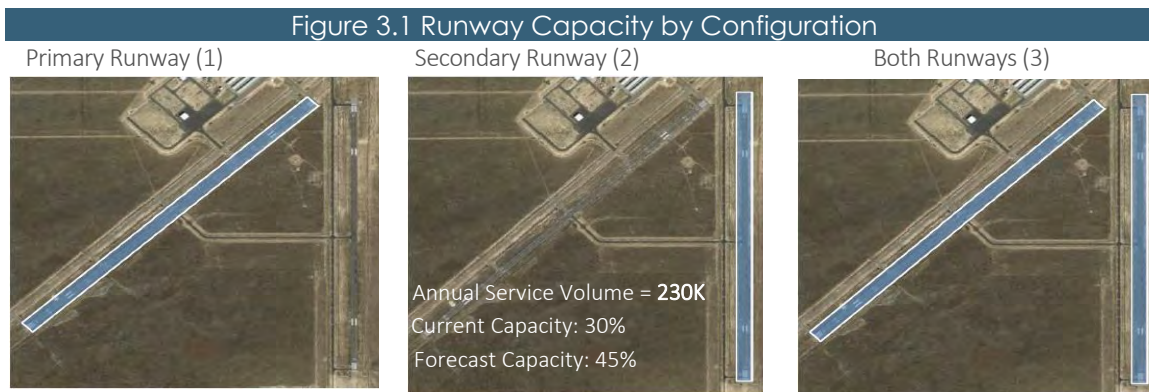 Figure 3.1 Runway Capacity by Configuration
Primary Runway (1)
Secondary Runway (2)
Both Runways (3)
Annual Service Volume = 230K
Current Capacity: 30%
Forecast Capacity: 45%